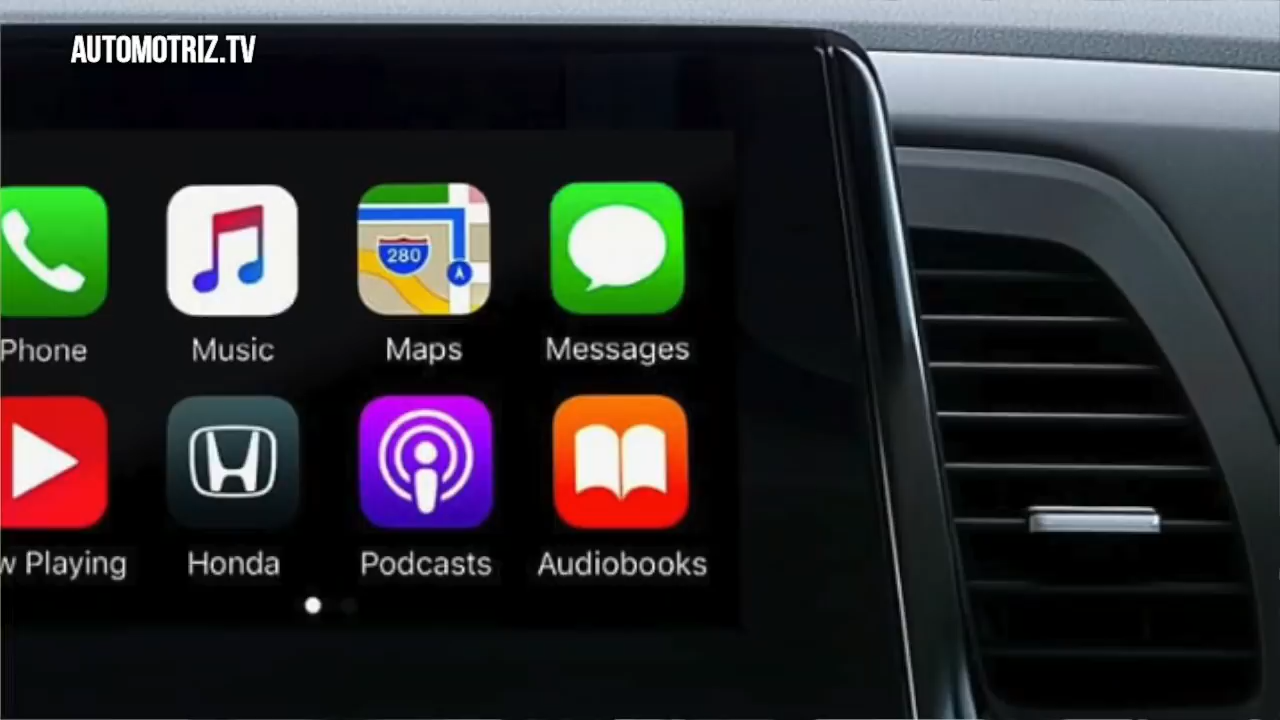 AUTOMOTRIZ.TV
280
Phone
Music
Maps
Messages
w Playing
Honda
Podcasts
Audiobooks